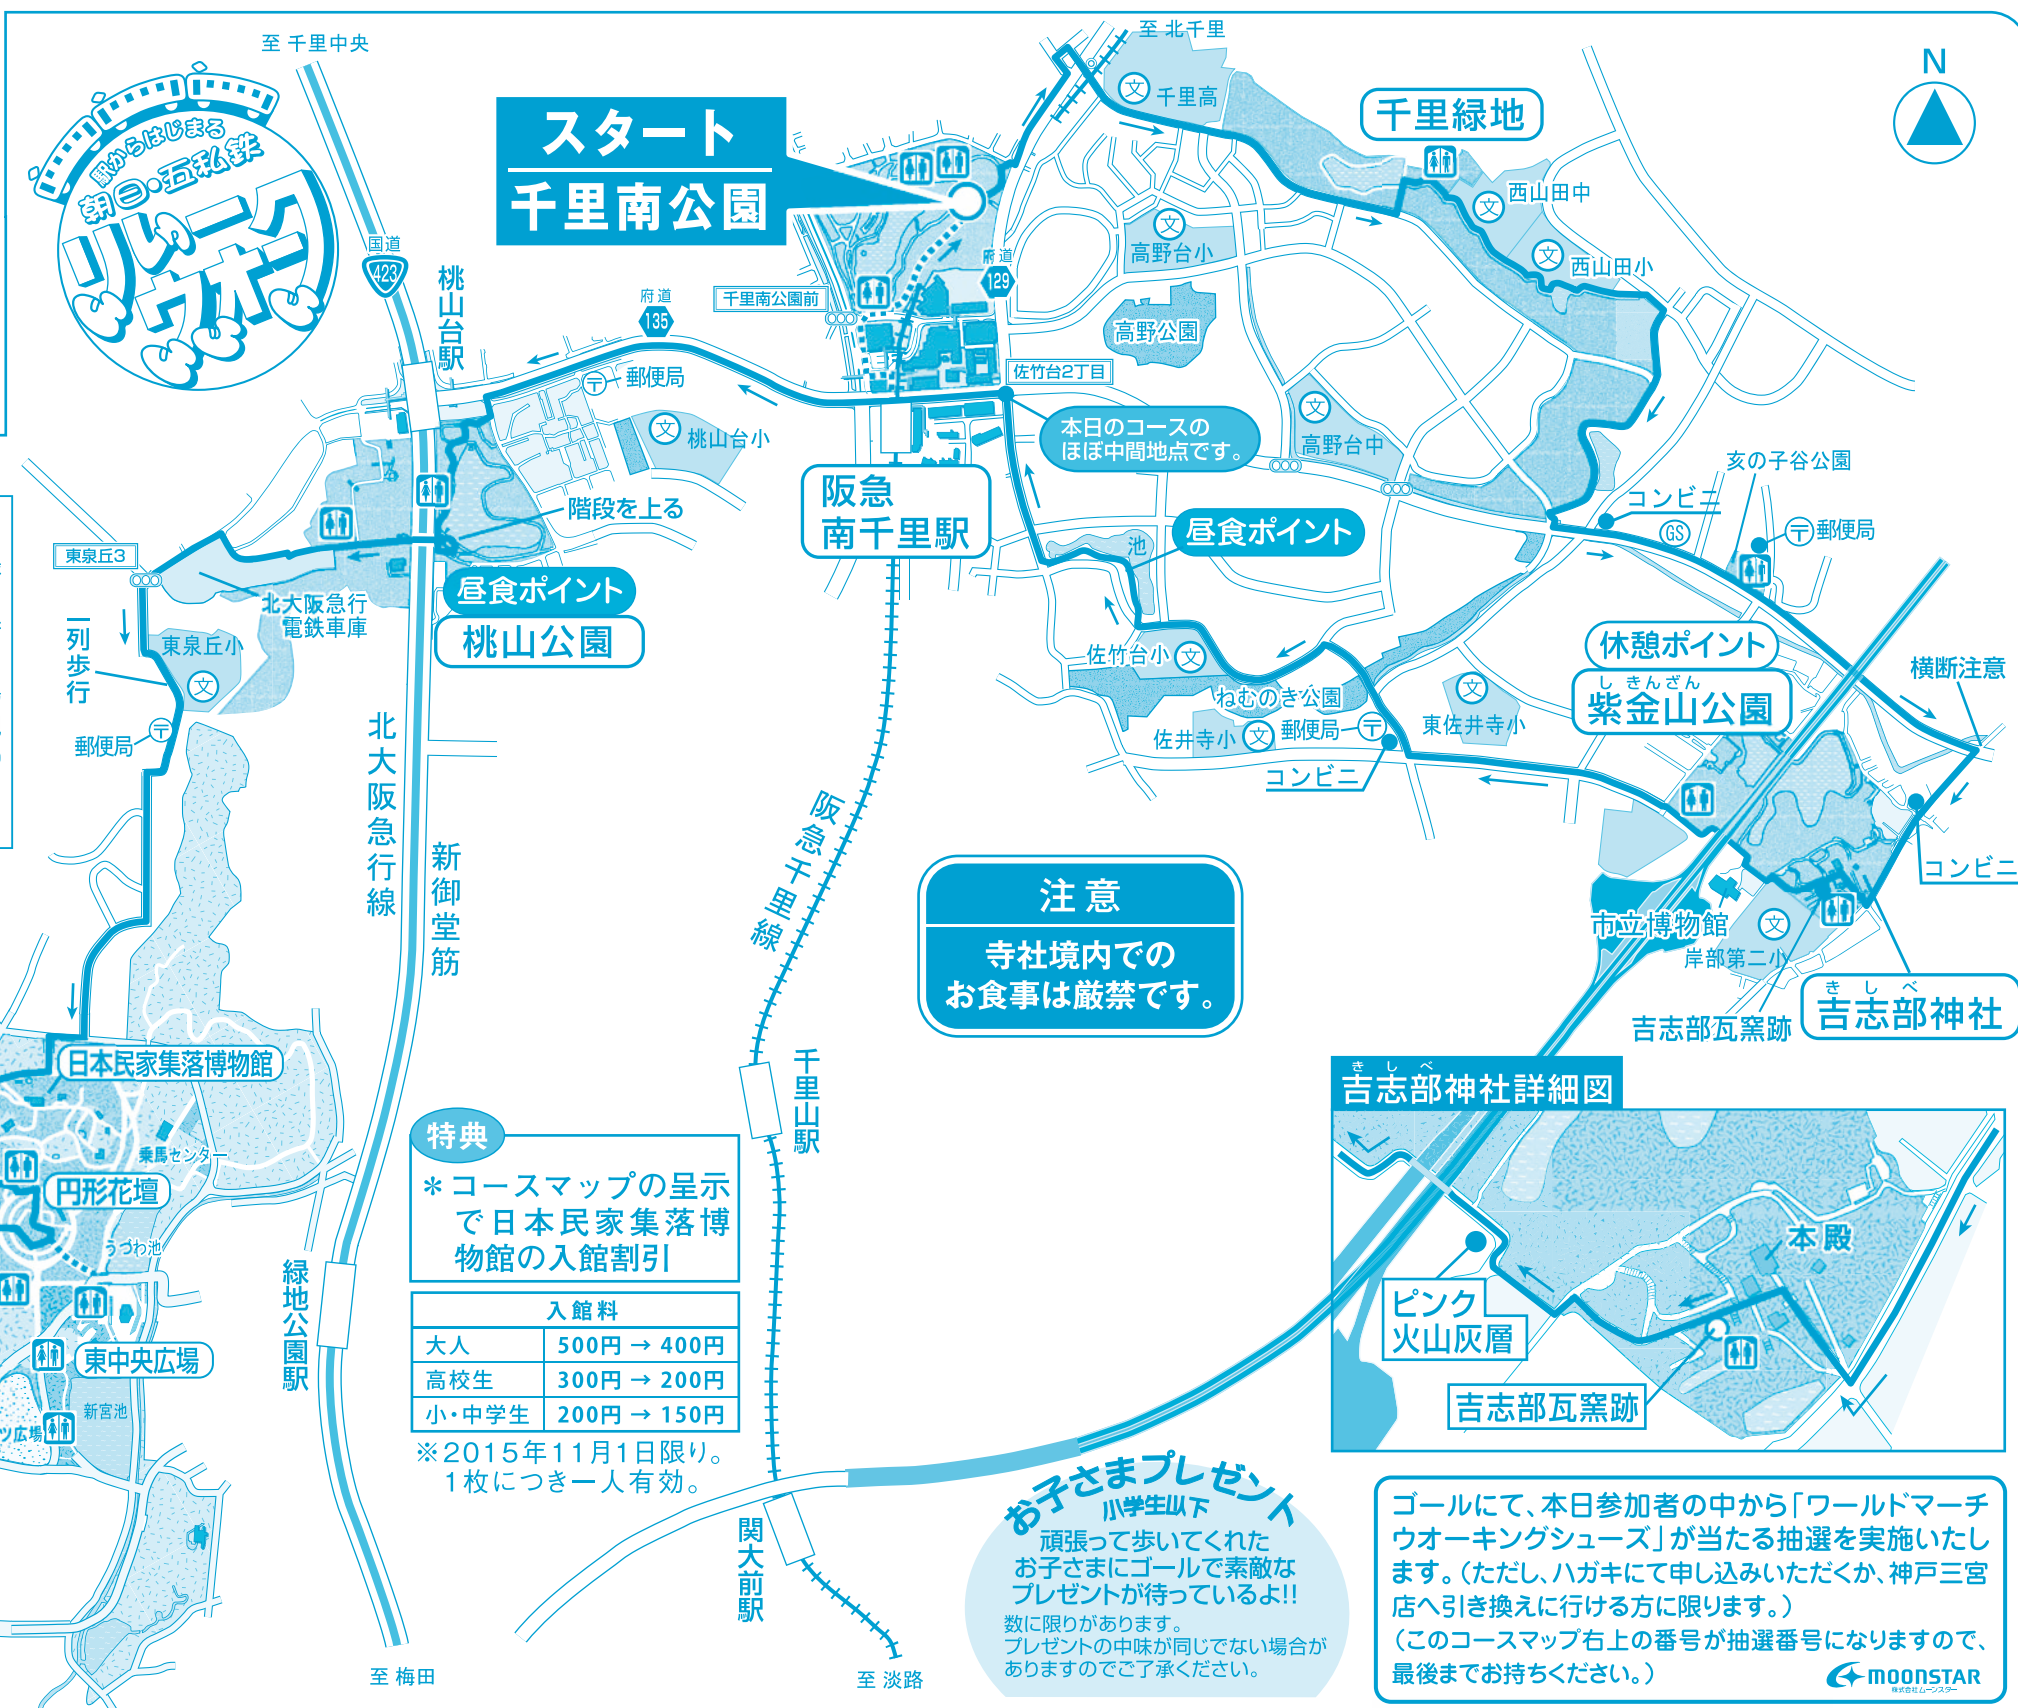 至 千里中央
駅からはじまる
朝日・五私鉄
りぃーク
ウオーク
国道
423
桃山台駅
スタート
千里南公園
至 北千里
千里高
千里緑地
N
西山田中
西山田小
高野台小
高野公園
府道
129
千里南公園前
府道
135
郵便局
桃山台小
佐竹台2丁目
本日のコースの
ほぼ中間地点です。
高野台中
亥の子谷公園
コンビニ
GS
郵便局
阪急
南千里駅
階段を上る
昼食ポイント
池
昼食ポイント
桃山公園
東泉丘3
北大阪急行
電鉄車庫
一列歩行
東泉丘小
郵便局
佐竹台小
ねむのき公園
佐井寺小
郵便局
コンビニ
東佐井寺小
休憩ポイント
しきんざん
紫金山公園
横断注意
コンビニ
北大阪急行線
新御堂筋
阪急千里線
注意
寺社境内での
お食事は厳禁です。
市立博物館
岸部第二小
吉志部瓦窯跡
きしべ
吉志部神社
日本民家集落博物館
乗馬センター
円形花壇
うづわ池
東中央広場
新宮池
ツ広場
緑地公園駅
千里山駅
特典
＊コースマップの呈示
で日本民家集落博
物館の入館割引
入館料
大人 500円 → 400円
高校生 300円 → 200円
小・中学生 200円 → 150円
※2015年11月1日限り。
1枚につき一人有効。
きしべ
吉志部神社詳細図
本殿
ピンク
火山灰層
吉志部瓦窯跡
関大前駅
至 梅田
至 淡路
お子さまプレゼント
小学生以下
頑張って歩いてくれた
お子さまにゴールで素敵な
プレゼントが待っているよ!!
数に限りがあります。
プレゼントの中味が同じでない場合が
ありますのでご了承ください。
ゴールにて、本日参加者の中から「ワールドマーチ
ウオーキングシューズ」が当たる抽選を実施いたし
ます。（ただし、ハガキにて申し込みいただくか、神戸三宮
店へ引き換えに行ける方に限ります。）
（このコースマップ右上の番号が抽選番号になりますので、
最後までお持ちください。）
MOONSTAR
株式会社ムーンスター